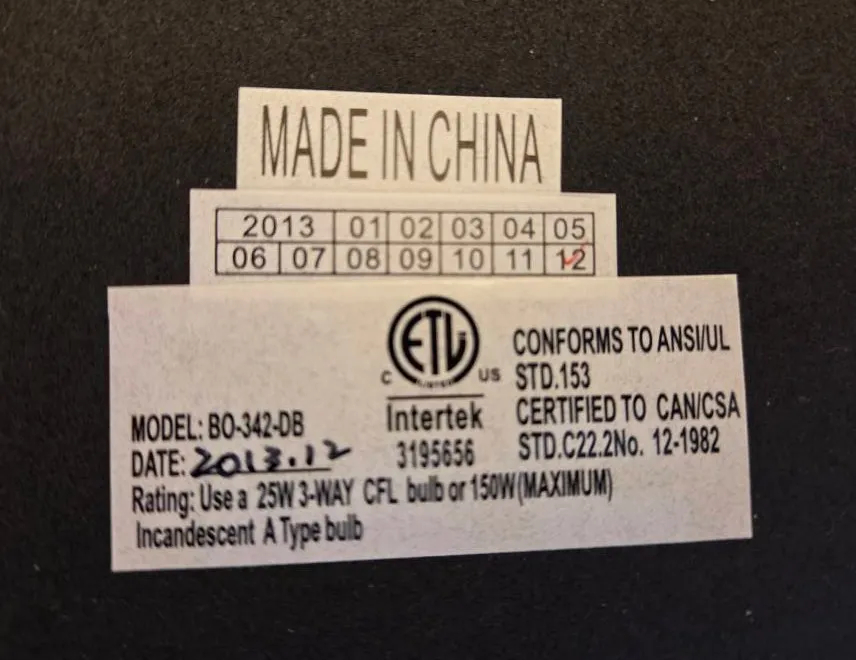 MADE IN CHINA
2013 01 02 03 04 05
06 07 08 09 10 11 12
ETL
C US
Intertek
3195656
CONFORMS TO ANSI/UL
STD.153
CERTIFIED TO CAN/CSA
STD.C22.2No. 12-1982
MODEL: BO-342-DB
DATE: 2013.12
Rating: Use a 25W 3-WAY CFL bulb or 150W(MAXIMUM)
Incandescent A Type bulb